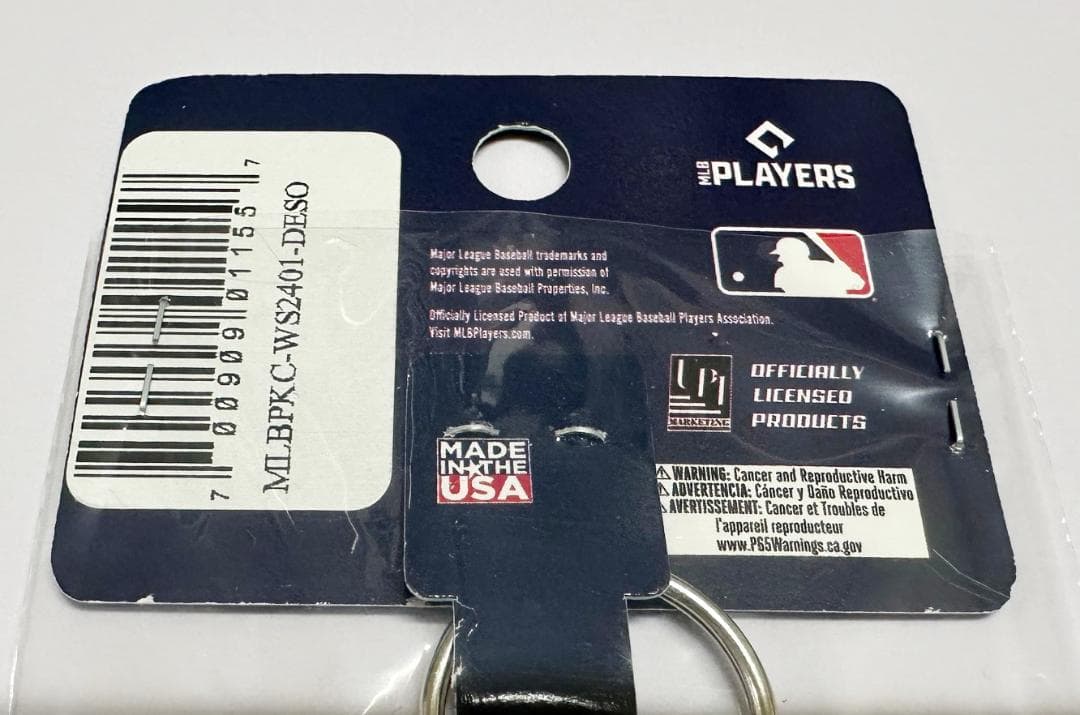 7 00909 01155 7
MLBPKC-WS2401-DESO
MLB PLAYERS
Major League Baseball trademarks and
copyrights are used with permission of
Major League Baseball Properties, Inc.
Officially Licensed Product of Major League Baseball Players Association.
Visit MLBPlayers.com.
UPI
MARKETING
OFFICIALLY
LICENSED
PRODUCTS
MADE
IN THE
USA
WARNING: Cancer and Reproductive Harm
ADVERTENCIA: Cáncer y Daño Reproductivo
AVERTISSEMENT: Cancer et Troubles de
l'appareil reproducteur
www.P65Warnings.ca.gov